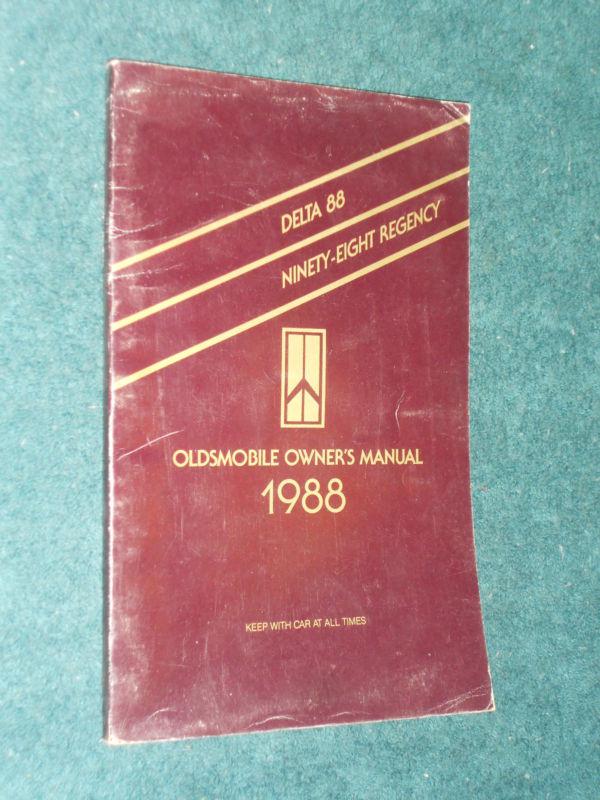 DELTA 88
NINETY-EIGHT REGENCY
OLDSMOBILE OWNER'S MANUAL
1988
KEEP WITH CAR AT ALL TIMES